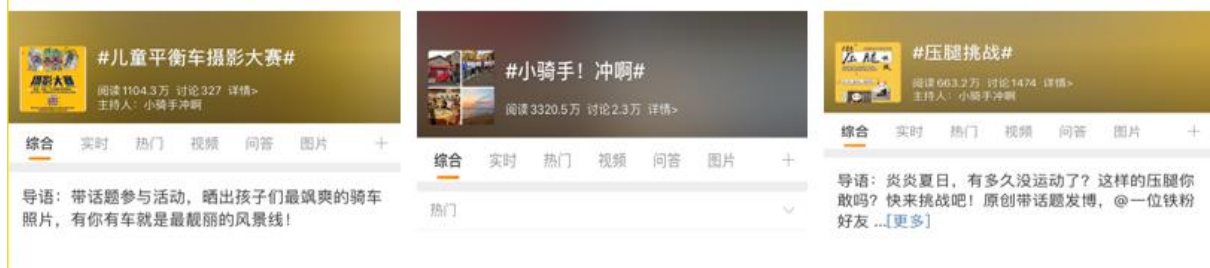 #儿童平衡车摄影大赛#
阅读1104.3万 讨论327 详情>
主持人：小骑手冲啊
综合 实时 热门 视频 问答 图片 +
导语：带话题参与活动，晒出孩子们最飒爽的骑车
照片，有你有车就是最靓丽的风景线！
#小骑手！冲啊#
阅读3320.5万 讨论2.3万 详情>
综合 实时 热门 视频 问答 图片 +
热门
#压腿挑战#
阅读663.2万 讨论1474 详情>
主持人：小骑手冲啊
综合 实时 热门 视频 问答 图片 +
导语：炎炎夏日，有多久没运动了？这样的压腿你
敢吗？快来挑战吧！原创带话题发博，@一位铁粉
好友 ...[更多]
摄影大赛